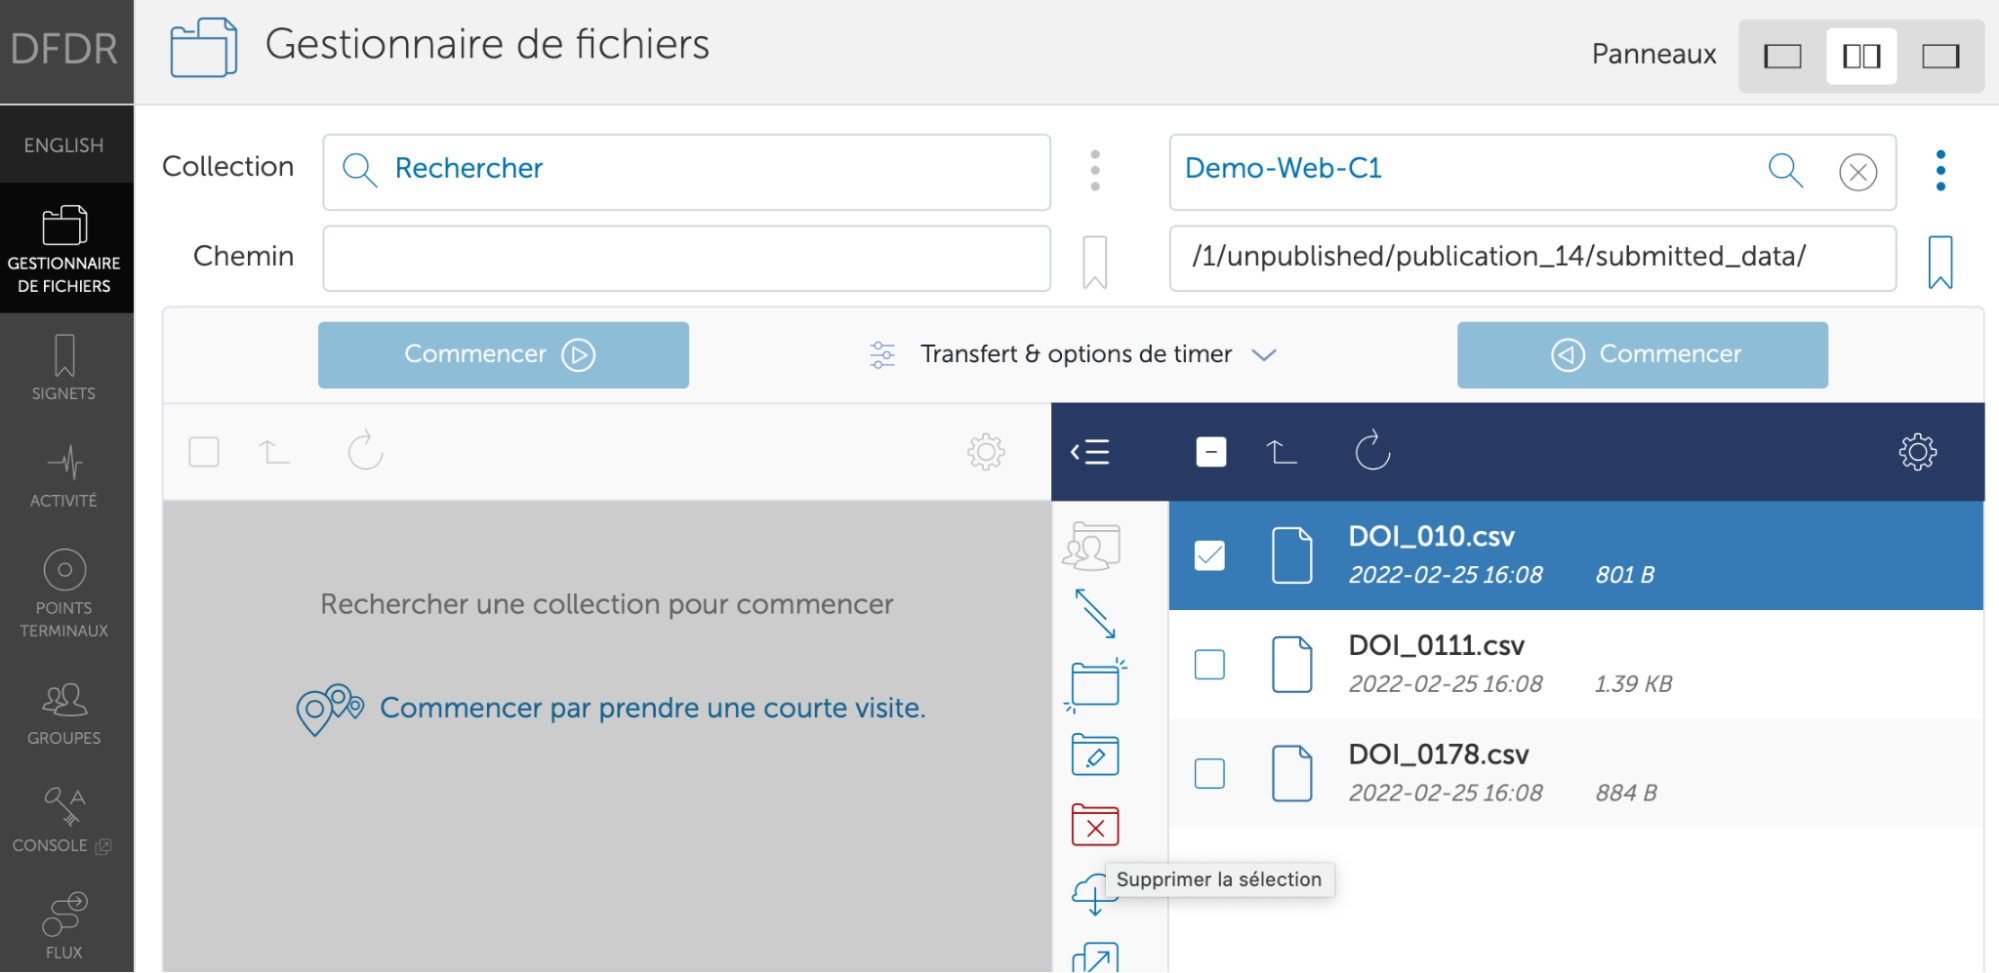 DFDR
Gestionnaire de fichiers
Panneaux
ENGLISH
GESTIONNAIRE
DE FICHIERS
SIGNETS
ACTIVITÉ
POINTS
TERMINAUX
GROUPES
CONSOLE
FLUX
Collection
Rechercher
Demo-Web-C1
Chemin
/1/unpublished/publication_14/submitted_data/
Commencer
Transfert & options de timer
Commencer
Rechercher une collection pour commencer
Commencer par prendre une courte visite.
DOI_010.csv
2022-02-25 16:08 801 B
DOI_0111.csv
2022-02-25 16:08 1.39 KB
DOI_0178.csv
2022-02-25 16:08 884 B
Supprimer la sélection